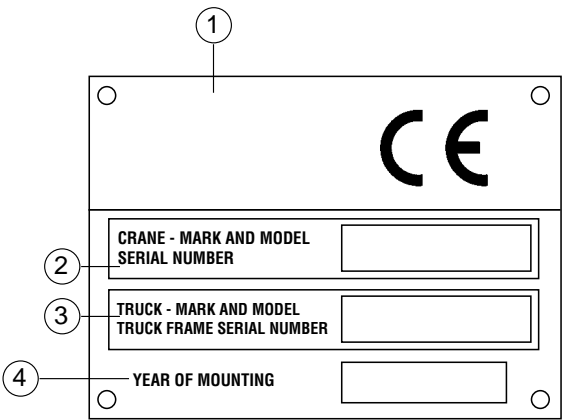 1
CE
CRANE - MARK AND MODEL
SERIAL NUMBER
2
TRUCK - MARK AND MODEL
TRUCK FRAME SERIAL NUMBER
3
4
YEAR OF MOUNTING